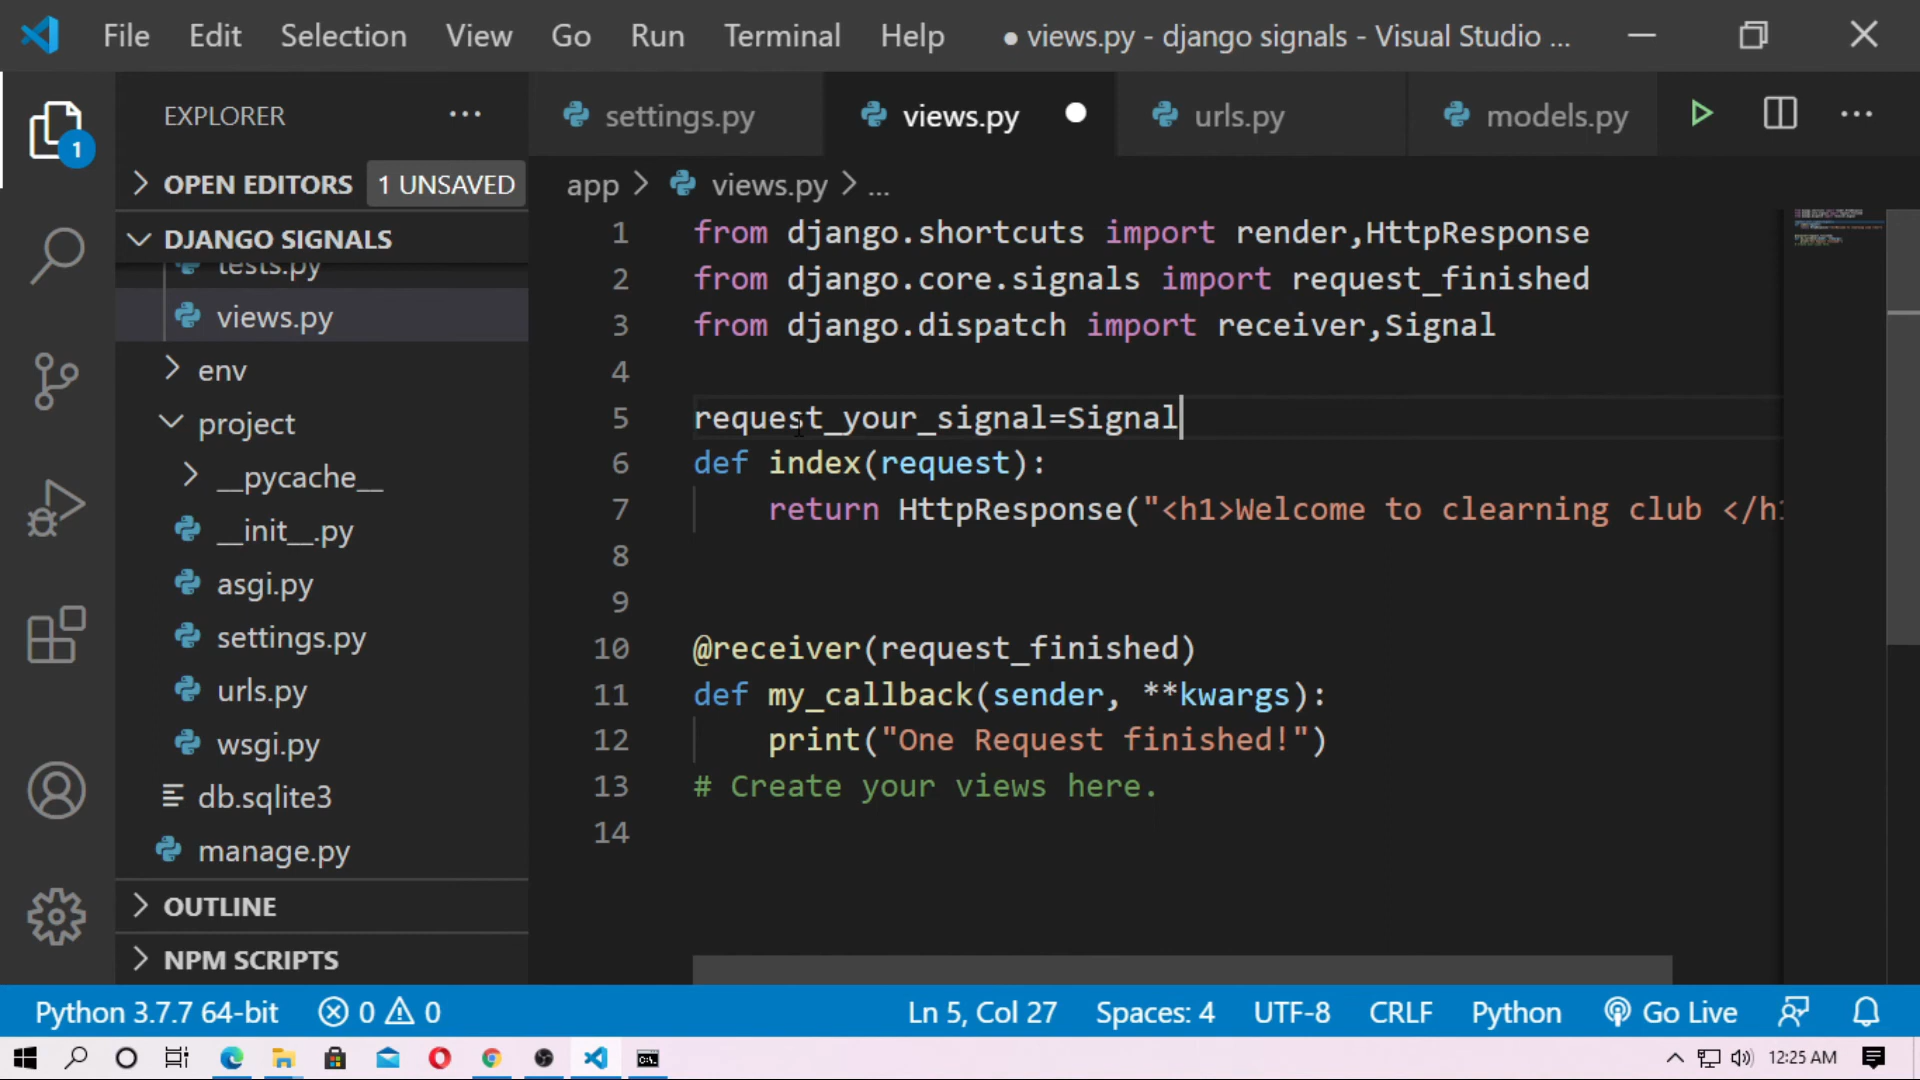 File Edit Selection View Go Run Terminal Help ● views.py - django signals - Visual Studio ...
EXPLORER ...
settings.py views.py urls.py models.py ...
1
OPEN EDITORS 1 UNSAVED
app > views.py > ...
DJANGO SIGNALS
tests.py
views.py
env
project
__pycache__
__init__.py
asgi.py
settings.py
urls.py
wsgi.py
db.sqlite3
manage.py
OUTLINE
NPM SCRIPTS
1 from django.shortcuts import render,HttpResponse
2 from django.core.signals import request_finished
3 from django.dispatch import receiver,Signal
4
5 request_your_signal=Signal
6 def index(request):
7 return HttpResponse("<h1>Welcome to clearning club </h1
8
9
10 @receiver(request_finished)
11 def my_callback(sender, **kwargs):
12 print("One Request finished!")
13 # Create your views here.
14
Python 3.7.7 64-bit 0 0 Ln 5, Col 27 Spaces: 4 UTF-8 CRLF Python Go Live
12:25 AM